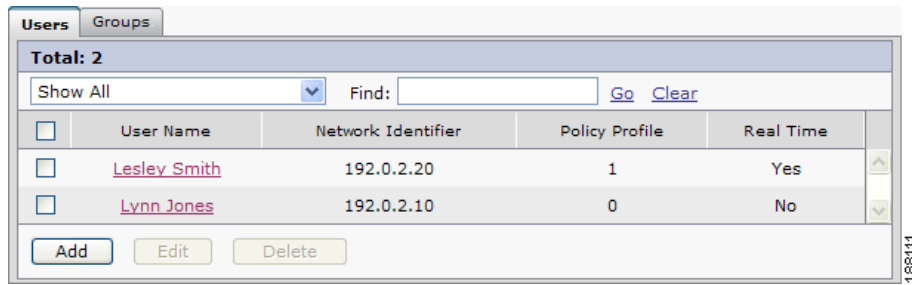 Users Groups
Total: 2
Show All Find: Go Clear
User Name Network Identifier Policy Profile Real Time
Lesley Smith 192.0.2.20 1 Yes
Lynn Jones 192.0.2.10 0 No
Add Edit Delete
188111